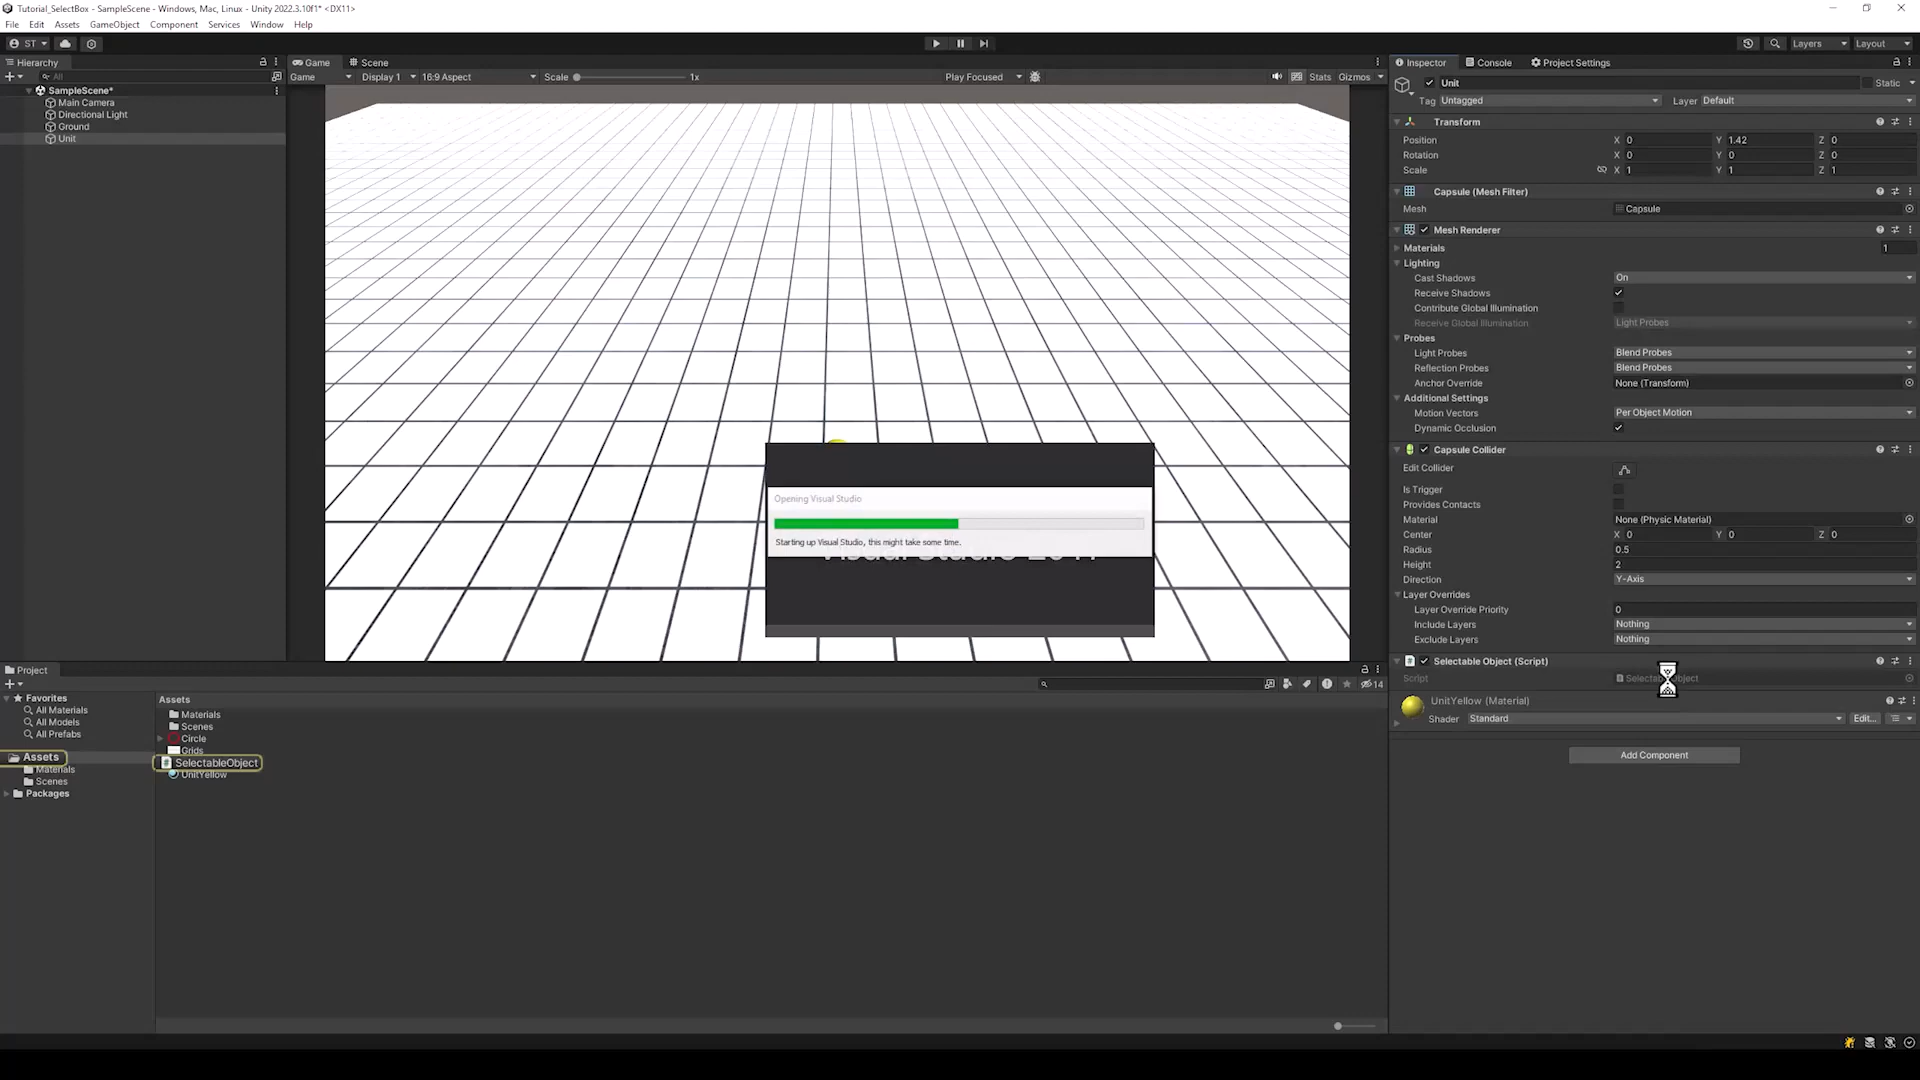 Tutorial_SelectBox - SampleScene - Windows, Mac, Linux - Unity 2022.3.10f1* <DX11>
File Edit Assets GameObject Component Services Window Help
ST Layers Layout
Hierarchy
All
SampleScene*
Main Camera
Directional Light
Ground
Unit
Game Scene
Game Display 1 16:9 Aspect Scale 1x Play Focused Stats Gizmos
Opening Visual Studio
Starting up Visual Studio, this might take some time.
Project
14
Favorites
All Materials
All Models
All Prefabs
Assets
Materials
Scenes
Packages
Assets
Materials
Scenes
Circle
Grids
SelectableObject
UnitYellow
Inspector Console Project Settings
Unit Static
Tag Untagged Layer Default
Transform
Position X 0 Y 1.42 Z 0
Rotation X 0 Y 0 Z 0
Scale X 1 Y 1 Z 1
Capsule (Mesh Filter)
Mesh Capsule
Mesh Renderer
Materials 1
Lighting
Cast Shadows On
Receive Shadows
Contribute Global Illumination
Receive Global Illumination Light Probes
Probes
Light Probes Blend Probes
Reflection Probes Blend Probes
Anchor Override None (Transform)
Additional Settings
Motion Vectors Per Object Motion
Dynamic Occlusion
Capsule Collider
Edit Collider
Is Trigger
Provides Contacts
Material None (Physic Material)
Center X 0 Y 0 Z 0
Radius 0.5
Height 2
Direction Y-Axis
Layer Overrides
Layer Override Priority 0
Include Layers Nothing
Exclude Layers Nothing
Selectable Object (Script)
Script
UnitYellow (Material)
Shader Standard Edit...
Add Component